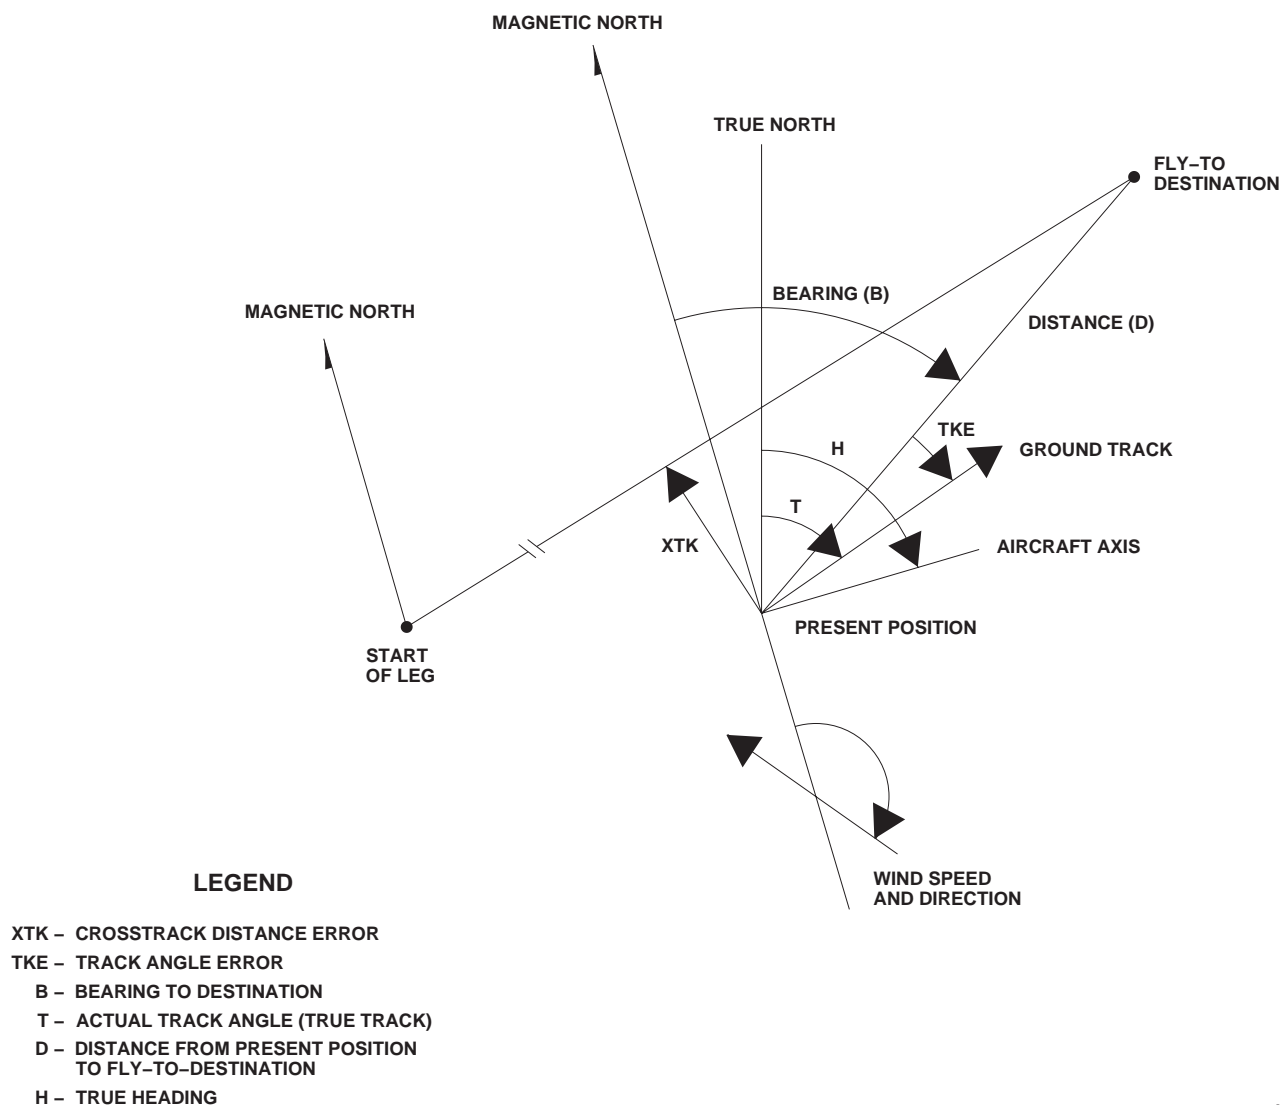 MAGNETIC NORTH
TRUE NORTH
FLY–TO
DESTINATION
BEARING (B)
MAGNETIC NORTH
DISTANCE (D)
TKE
H
GROUND TRACK
T
XTK
AIRCRAFT AXIS
PRESENT POSITION
START
OF LEG
WIND SPEED
AND DIRECTION
LEGEND
XTK – CROSSTRACK DISTANCE ERROR
TKE – TRACK ANGLE ERROR
B – BEARING TO DESTINATION
T – ACTUAL TRACK ANGLE (TRUE TRACK)
D – DISTANCE FROM PRESENT POSITION
TO FLY–TO–DESTINATION
H – TRUE HEADING